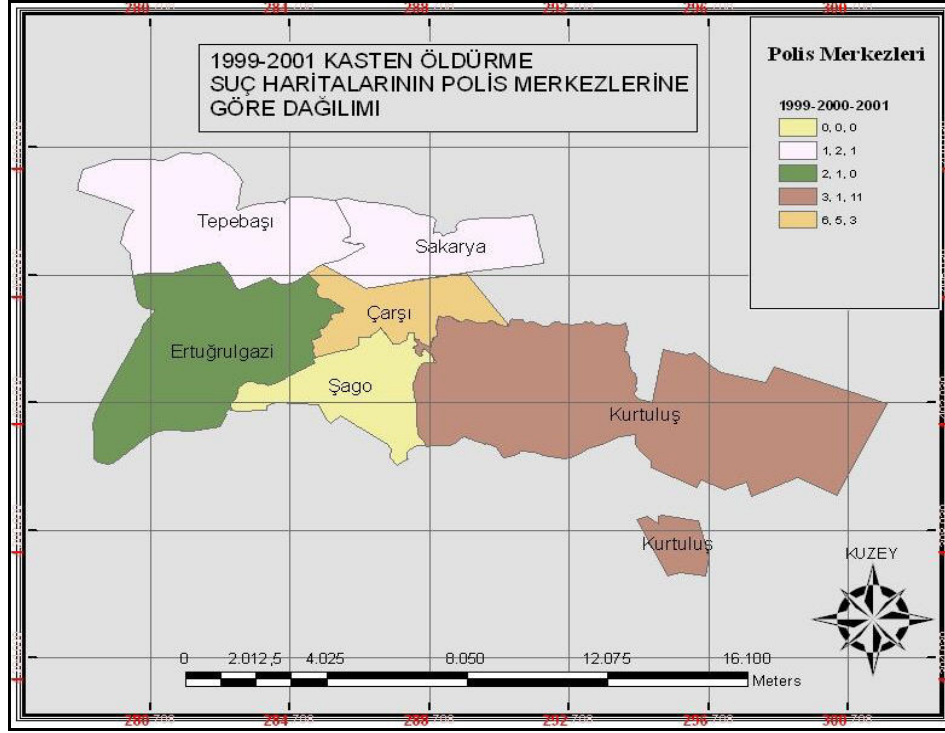 1999-2001 KASTEN ÖLDÜRME
SUÇ HARİTALARININ POLİS MERKEZLERİNE
GÖRE DAĞILIMI
Polis Merkezleri
1999-2000-2001
0, 0, 0
1, 2, 1
2, 1, 0
3, 1, 11
6, 5, 3
Tepebaşı
Sakarya
Çarşı
Ertuğrulgazi
Şago
Kurtuluş
Kurtuluş
KUZEY
0 2.012,5 4.025 8.050 12.075 16.100
Meters